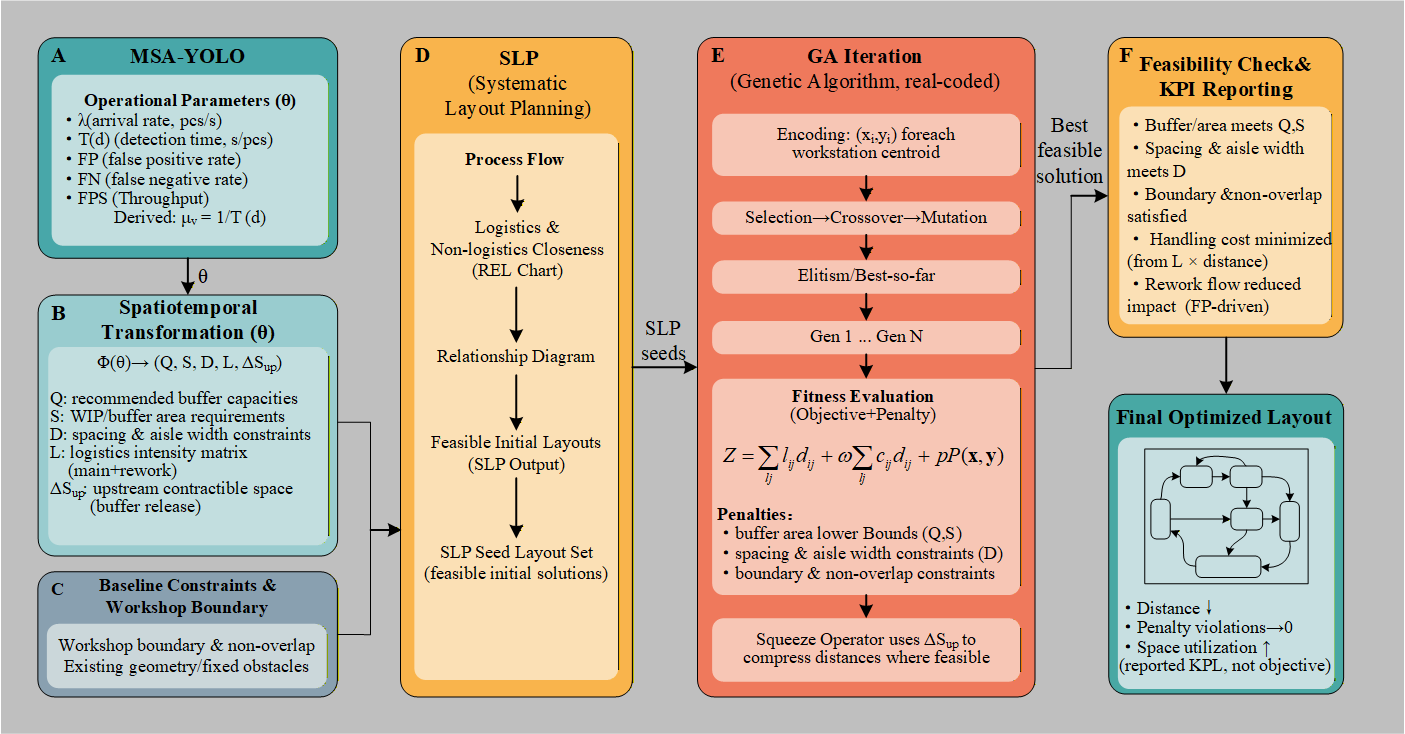 A
MSA-YOLO
Operational Parameters (θ)
• λ(arrival rate, pcs/s)
• T(d) (detection time, s/pcs)
• FP (false positive rate)
• FN (false negative rate)
• FPS (Throughput)
Derived: μv = 1/T (d)
θ
B
Spatiotemporal
Transformation (θ)
Φ(θ)→ (Q, S, D, L, ΔSup)
Q: recommended buffer capacities
S: WIP/buffer area requirements
D: spacing & aisle width constraints
L: logistics intensity matrix
(main+rework)
ΔSup: upstream contractible space
(buffer release)
C
Baseline Constraints &
Workshop Boundary
Workshop boundary & non-overlap
Existing geometry/fixed obstacles
D
SLP
(Systematic
Layout Planning)
Process Flow
Logistics &
Non-logistics Closeness
(REL Chart)
Relationship Diagram
Feasible Initial Layouts
(SLP Output)
SLP Seed Layout Set
(feasible initial solutions)
SLP
seeds
E
GA Iteration
(Genetic Algorithm, real-coded)
Encoding: (xi,yi) foreach
workstation centroid
Selection→Crossover→Mutation
Elitism/Best-so-far
Gen 1 ... Gen N
Fitness Evaluation
(Objective+Penalty)
Z = ∑ lij dij + ω∑ cij dij + pP(x, y)
lj lj
Penalties:
• buffer area lower Bounds (Q,S)
• spacing & aisle width constraints (D)
• boundary & non-overlap constraints
Squeeze Operator uses ΔSup to
compress distances where feasible
Best
feasible
solution
F
Feasibility Check&
KPI Reporting
• Buffer/area meets Q,S
• Spacing & aisle width
meets D
• Boundary &non-overlap
satisfied
• Handling cost minimized
(from L × distance)
• Rework flow reduced
impact (FP-driven)
Final Optimized Layout
• Distance ↓
• Penalty violations→0
• Space utilization ↑
(reported KPL, not objective)